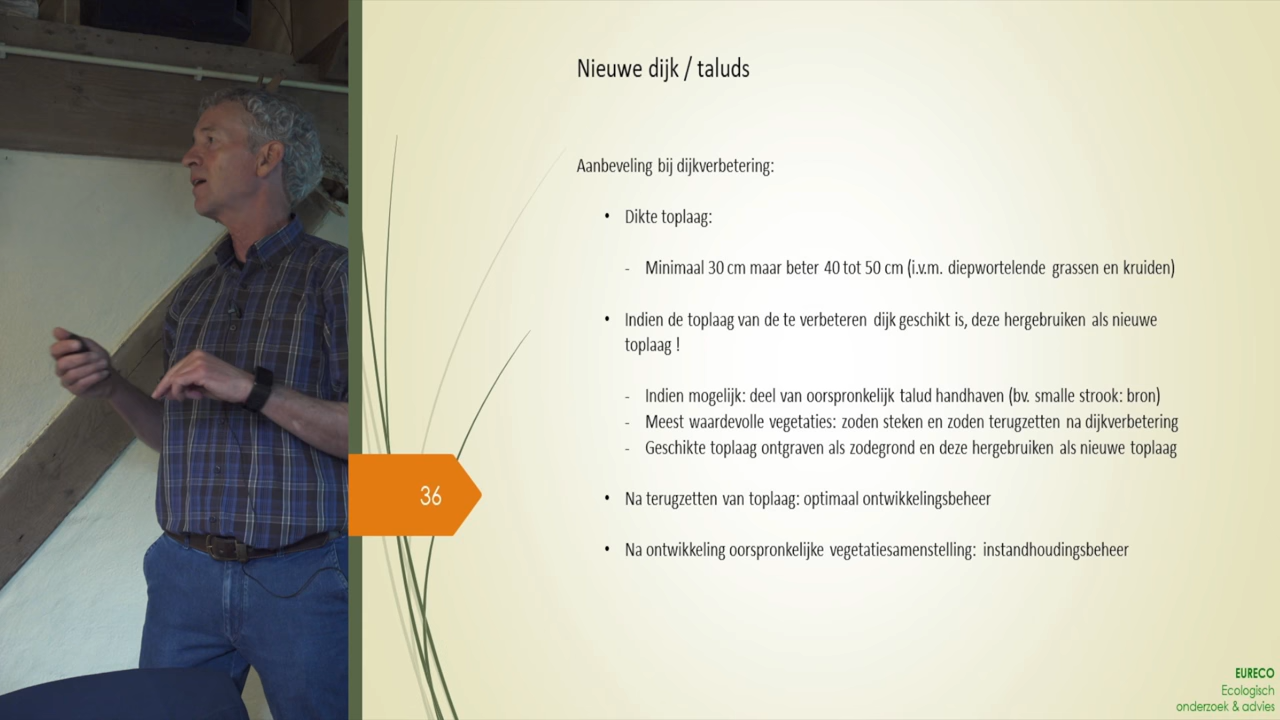 Nieuwe dijk / taluds
Aanbeveling bij dijkverbetering:
• Dikte toplaag:
- Minimaal 30 cm maar beter 40 tot 50 cm (i.v.m. diepwortelende grassen en kruiden)
• Indien de toplaag van de te verbeteren dijk geschikt is, deze hergebruiken als nieuwe
toplaag !
- Indien mogelijk: deel van oorspronkelijk talud handhaven (bv. smalle strook: bron)
- Meest waardevolle vegetaties: zoden steken en zoden terugzetten na dijkverbetering
- Geschikte toplaag ontgraven als zodegrond en deze hergebruiken als nieuwe toplaag
36
• Na terugzetten van toplaag: optimaal ontwikkelingsbeheer
• Na ontwikkeling oorspronkelijke vegetatiesamenstelling: instandhoudingsbeheer
EURECO
Ecologisch
onderzoek & advies